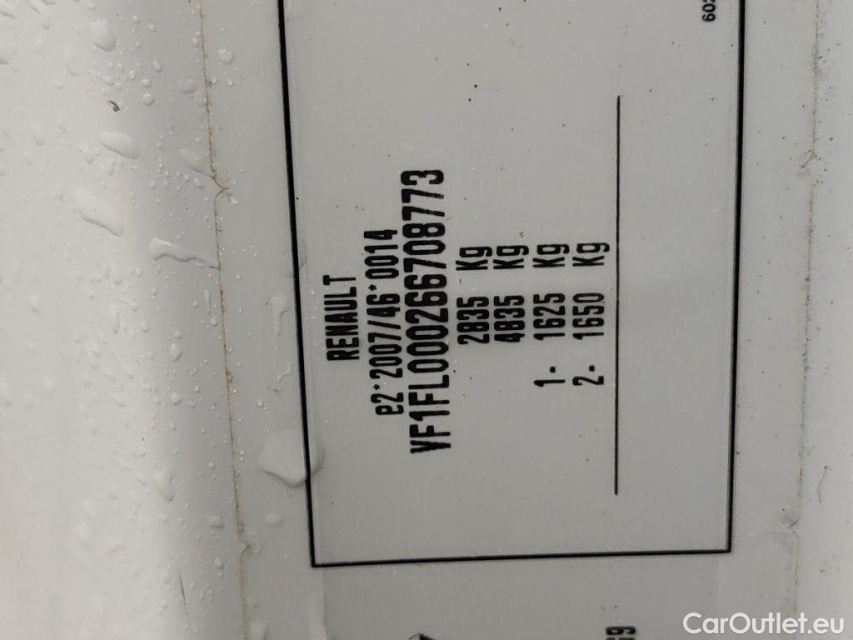 RENAULT
e2*2007/46*0014
VF1FL000266708773
2835 Kg
4835 Kg
1- 1625 Kg
2- 1650 Kg
CarOutlet.eu